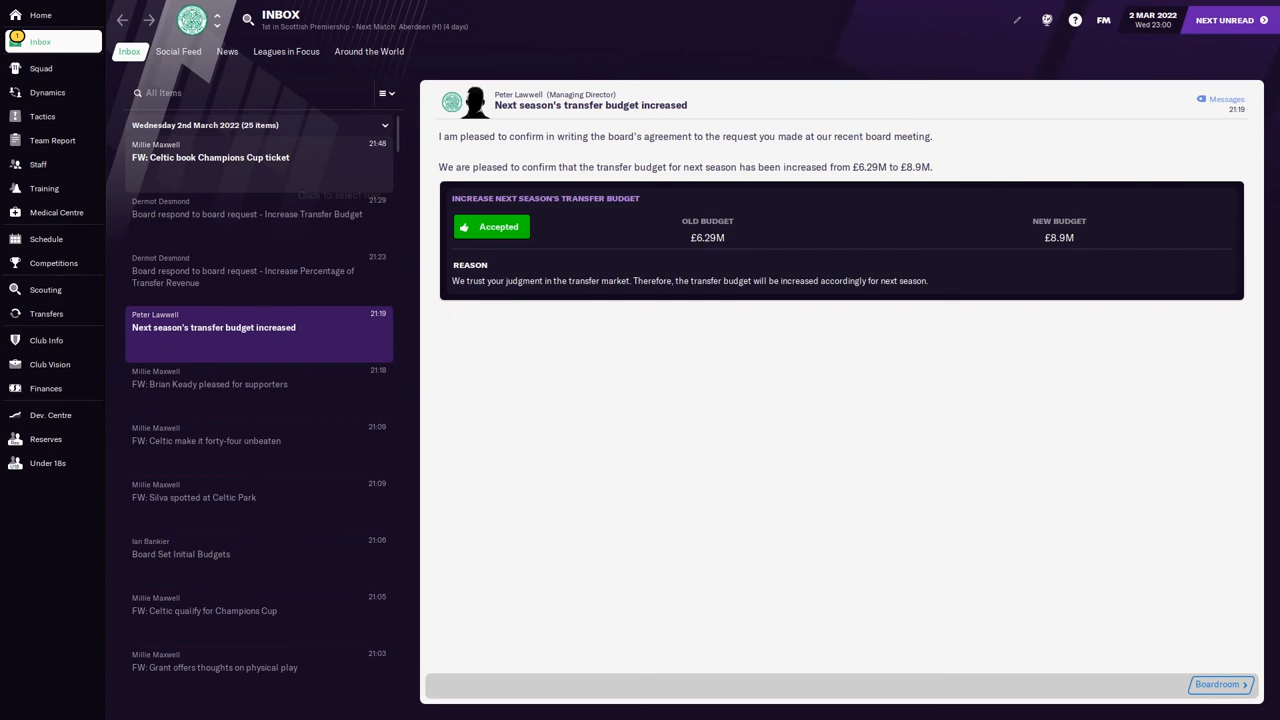 Home
1
Inbox
Squad
Dynamics
Tactics
Team Report
Staff
Training
Medical Centre
Schedule
Competitions
Scouting
Transfers
Club Info
Club Vision
Finances
Dev. Centre
Reserves
Under 18s
INBOX
1st in Scottish Premiership - Next Match: Aberdeen (H) (4 days)
FM
2 MAR 2022
Wed 23:00
NEXT UNREAD
Inbox Social Feed News Leagues in Focus Around the World
All Items
Wednesday 2nd March 2022 (25 items)
Millie Maxwell 21:48
FW: Celtic book Champions Cup ticket
Click to select
Dermot Desmond 21:29
Board respond to board request - Increase Transfer Budget
Dermot Desmond 21:23
Board respond to board request - Increase Percentage of
Transfer Revenue
Peter Lawwell 21:19
Next season's transfer budget increased
Millie Maxwell 21:18
FW: Brian Keady pleased for supporters
Millie Maxwell 21:09
FW: Celtic make it forty-four unbeaten
Millie Maxwell 21:09
FW: Silva spotted at Celtic Park
Ian Bankier 21:06
Board Set Initial Budgets
Millie Maxwell 21:05
FW: Celtic qualify for Champions Cup
Millie Maxwell 21:03
FW: Grant offers thoughts on physical play
Peter Lawwell (Managing Director)
Next season's transfer budget increased
Messages
21:19
I am pleased to confirm in writing the board's agreement to the request you made at our recent board meeting.
We are pleased to confirm that the transfer budget for next season has been increased from £6.29M to £8.9M.
INCREASE NEXT SEASON'S TRANSFER BUDGET
Accepted
OLD BUDGET
£6.29M
NEW BUDGET
£8.9M
REASON
We trust your judgment in the transfer market. Therefore, the transfer budget will be increased accordingly for next season.
Boardroom